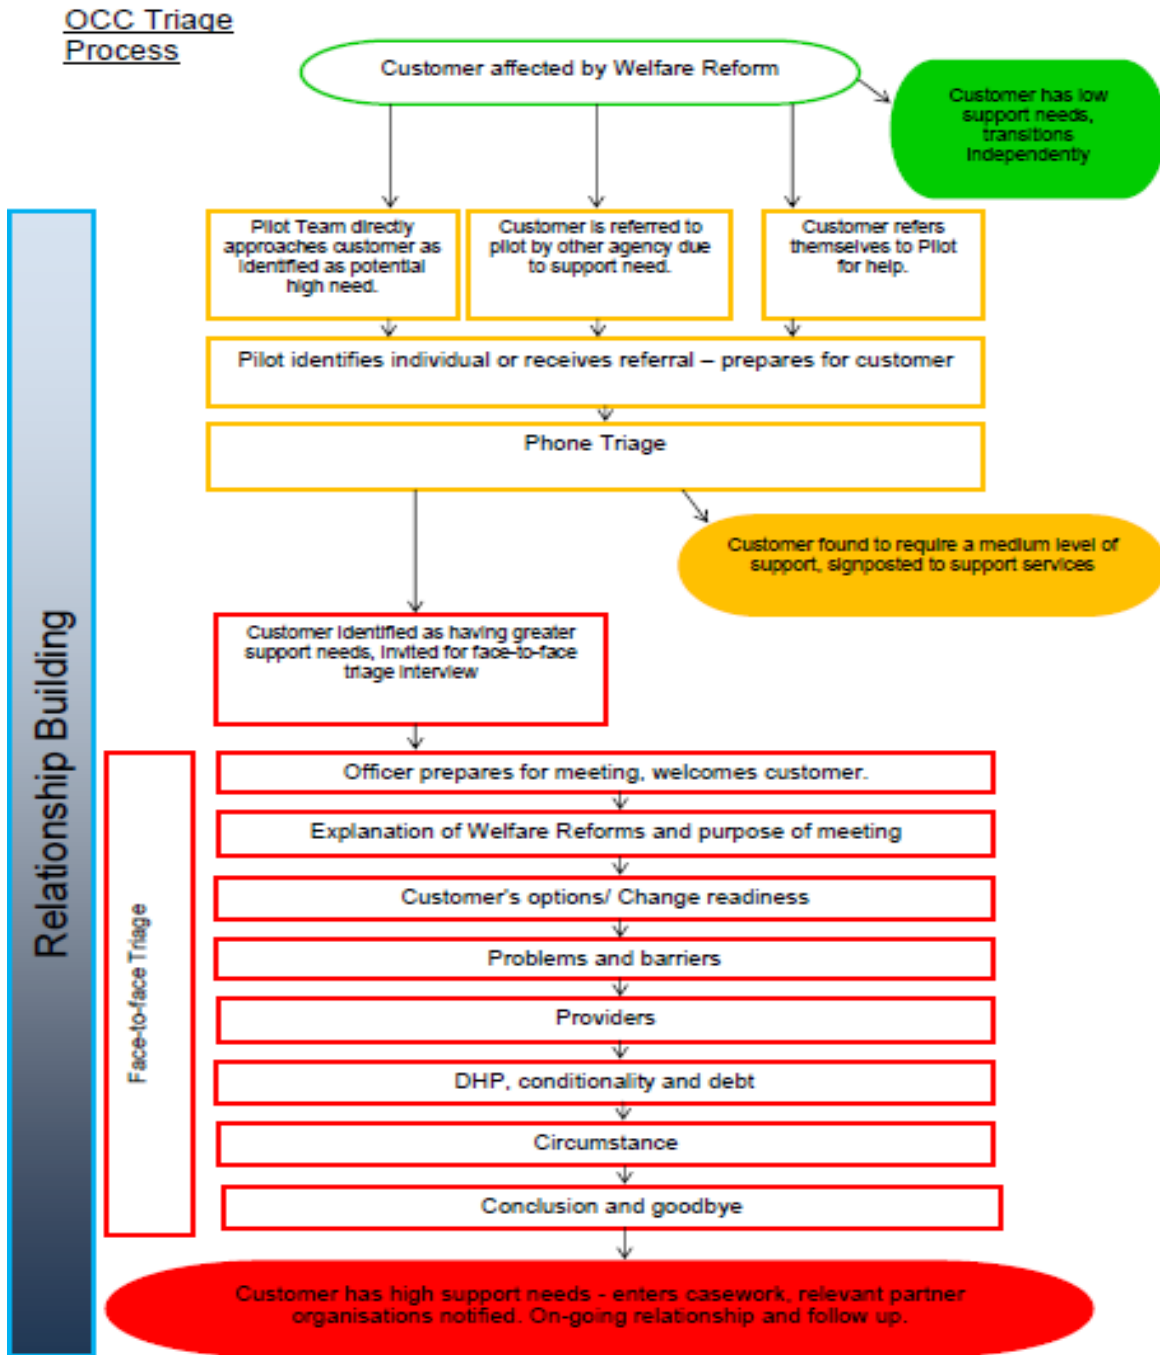 OCC Triage
Process
Customer affected by Welfare Reform
Customer has low
support needs,
transitions
independently
Pilot Team directly
approaches customer as
identified as potential
high need.
Customer is referred to
pilot by other agency due
to support need.
Customer refers
themselves to Pilot
for help.
Pilot identifies individual or receives referral – prepares for customer
Phone Triage
Customer found to require a medium level of
support, signposted to support services
Customer identified as having greater
support needs, invited for face-to-face
triage interview
Relationship Building
Face-to-face Triage
Officer prepares for meeting, welcomes customer.
Explanation of Welfare Reforms and purpose of meeting
Customer's options/ Change readiness
Problems and barriers
Providers
DHP, conditionality and debt
Circumstance
Conclusion and goodbye
Customer has high support needs - enters casework, relevant partner
organisations notified. On-going relationship and follow up.